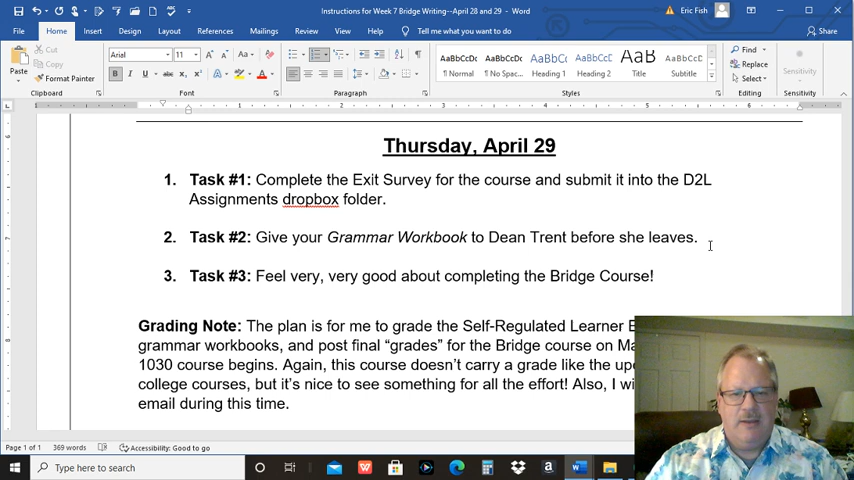 Instructions for Week 7 Bridge Writing--April 28 and 29 - Word
Eric Fish
File Home Insert Draw Design Layout References Mailings Review View Help Tell me what you want to do Share
Paste
Cut
Copy
Format Painter
Clipboard
Arial 11
Font
Paragraph
AaBbCcDc AaBbCcDc AaBbCc AaBbCcD AaB AaBbCcD
¶ Normal ¶ No Spac... Heading 1 Heading 2 Title Subtitle
Styles
Find
Replace
Select
Editing
Sensitivity
Sensitivity
1 2 3 4 5 6
Thursday, April 29
1. Task #1: Complete the Exit Survey for the course and submit it into the D2L
Assignments dropbox folder.
2. Task #2: Give your Grammar Workbook to Dean Trent before she leaves.
3. Task #3: Feel very, very good about completing the Bridge Course!
Grading Note: The plan is for me to grade the Self-Regulated Learner
grammar workbooks, and post final “grades” for the Bridge course on
1030 course begins. Again, this course doesn’t carry a grade like the
college courses, but it’s nice to see something for all the effort! Also, I
email during this time.
Page 1 of 1 369 words Accessibility: Good to go
Type here to search